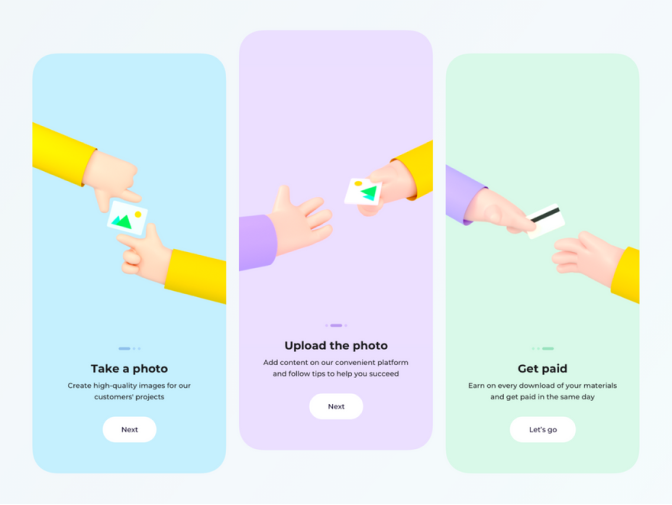 Take a photo
Create high-quality images for our
customers' projects
Next
Upload the photo
Add content on our convenient platform
and follow tips to help you succeed
Next
Get paid
Earn on every download of your materials
and get paid in the same day
Let's go